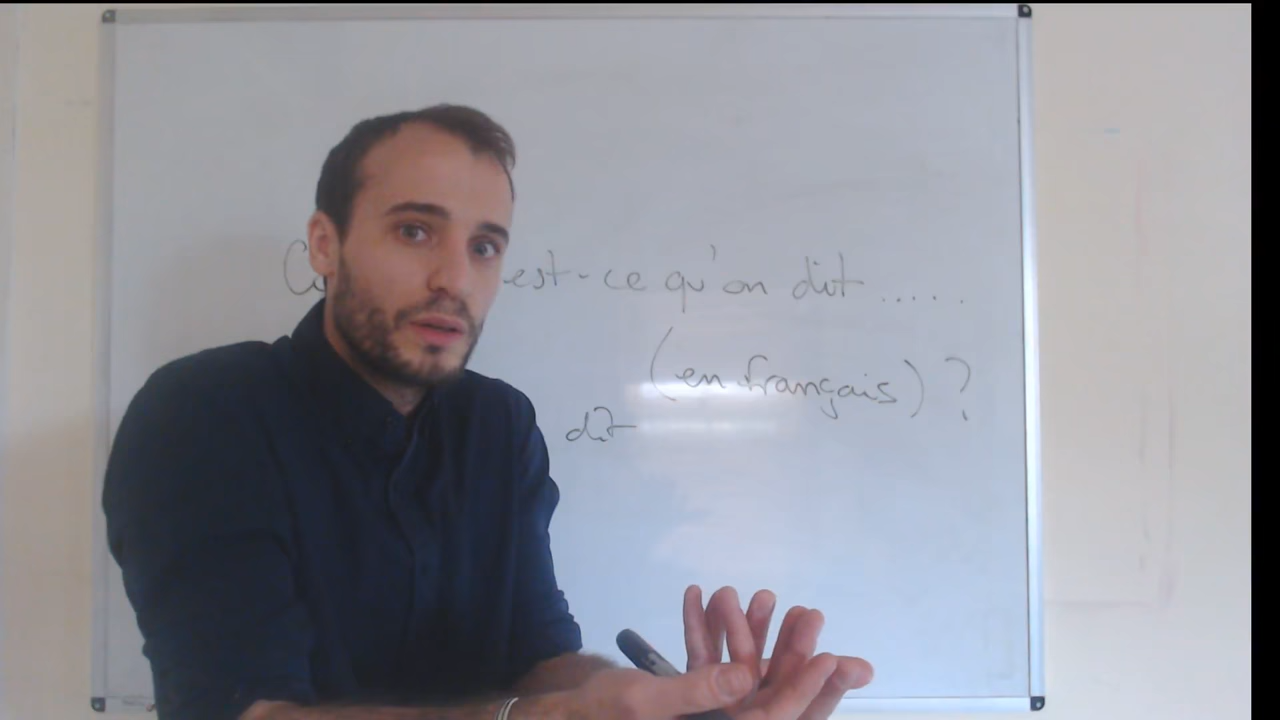 est-ce qu'on dit .....
(en français) ?
dit